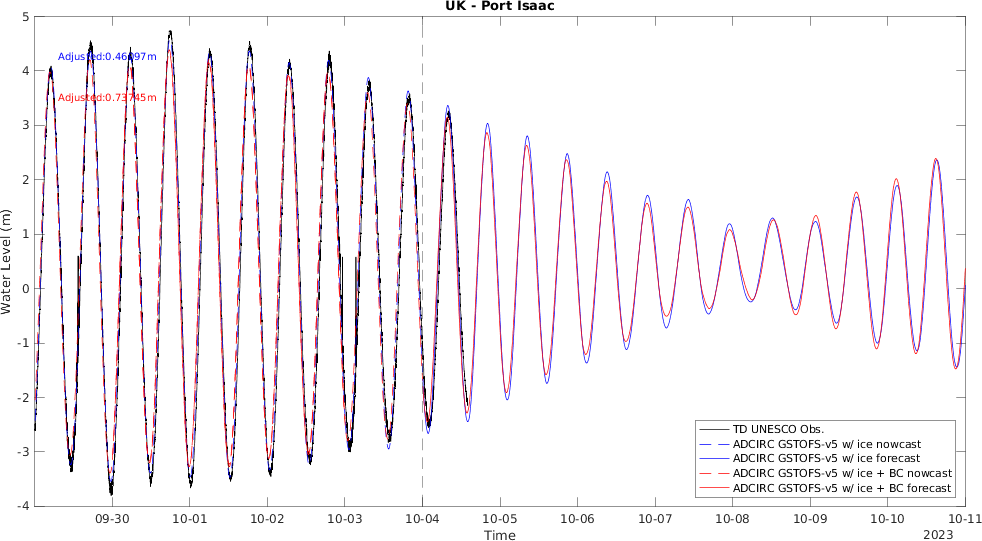 UK - Port Isaac
5
4
3
2
1
0
-1
-2
-3
-4
Water Level (m)
Adjusted:0.46097m
Adjusted:0.73745m
TD UNESCO Obs.
ADCIRC GSTOFS-v5 w/ ice nowcast
ADCIRC GSTOFS-v5 w/ ice forecast
ADCIRC GSTOFS-v5 w/ ice + BC nowcast
ADCIRC GSTOFS-v5 w/ ice + BC forecast
09-30 10-01 10-02 10-03 10-04 10-05 10-06 10-07 10-08 10-09 10-10 10-11
Time
2023